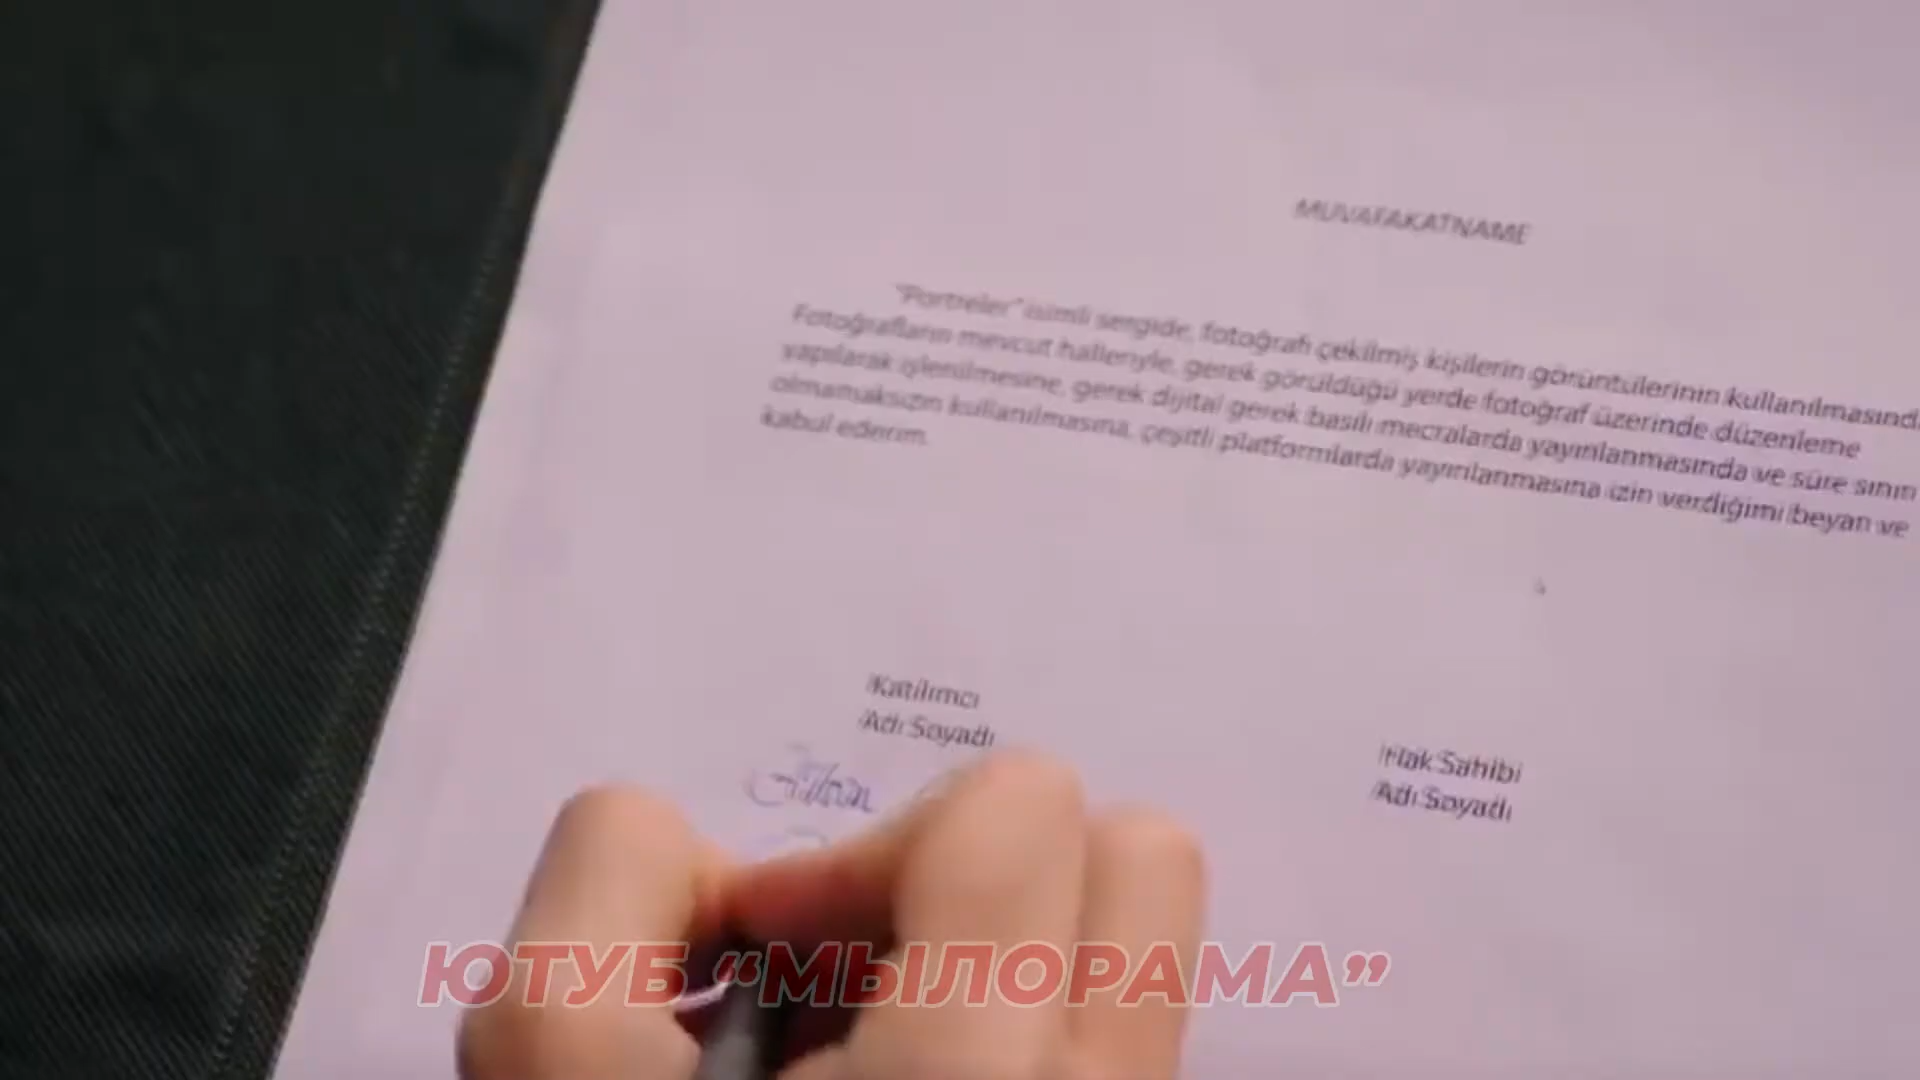 MUVAFAKATNAME
"Portreler" isimli sergide, fotoğrafı çekilmiş kişilerin görüntülerinin kullanılmasında
Fotoğrafların mevcut halleriyle, gerek görüldüğü yerde fotoğraf üzerinde düzenleme
yapılarak işlenilmesine, gerek dijital gerek basılı mecralarda yayınlanmasında ve süre sınırı
olmamaksızın kullanılmasına, çeşitli platformlarda yayınlanmasına izin verdiğimi beyan ve
kabul ederim.
Katılımcı
Adı Soyadı
Hak Sahibi
Adı Soyadı
ЮТУБ “МЫЛОРАМА”